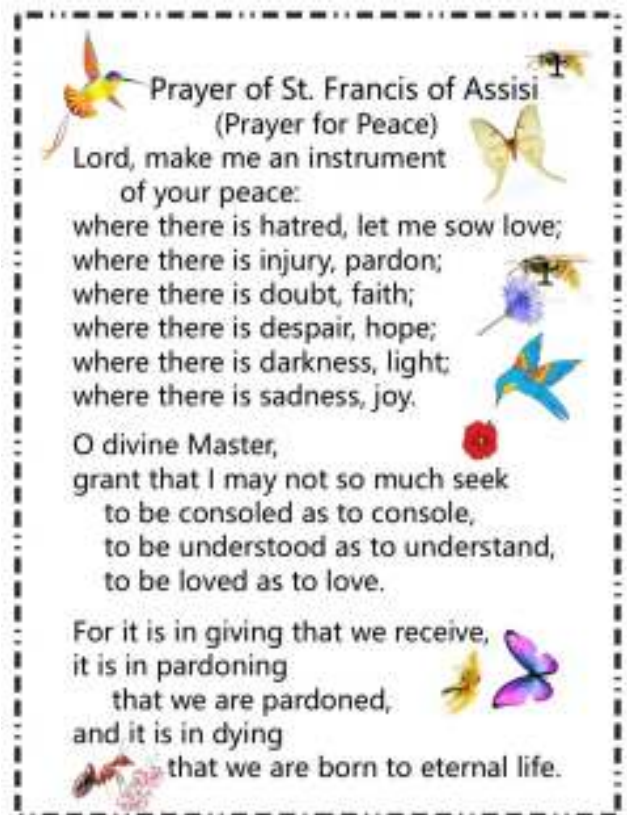 Prayer of St. Francis of Assisi
(Prayer for Peace)
Lord, make me an instrument
of your peace:
where there is hatred, let me sow love;
where there is injury, pardon;
where there is doubt, faith;
where there is despair, hope;
where there is darkness, light;
where there is sadness, joy.
O divine Master,
grant that I may not so much seek
to be consoled as to console,
to be understood as to understand,
to be loved as to love.
For it is in giving that we receive,
it is in pardoning
that we are pardoned,
and it is in dying
that we are born to eternal life.